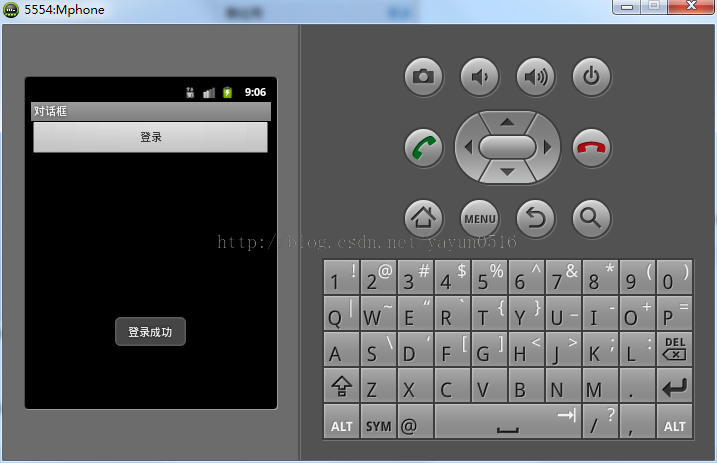 5554:Mphone
9:06
对话框
登录
登录成功
MENU
http://blog.csdn.net/yayun0516
1 ! 2 @ 3 # 4 $ 5 % 6 ^ 7 & 8 * 9 ( 0 )
Q | W ~ E “ R ` T { Y } U _ I - O + P =
A S \ D ‘ F [ G ] H < J > K ; L : DEL
Z X C V B N M .
ALT SYM @ / ? , ALT